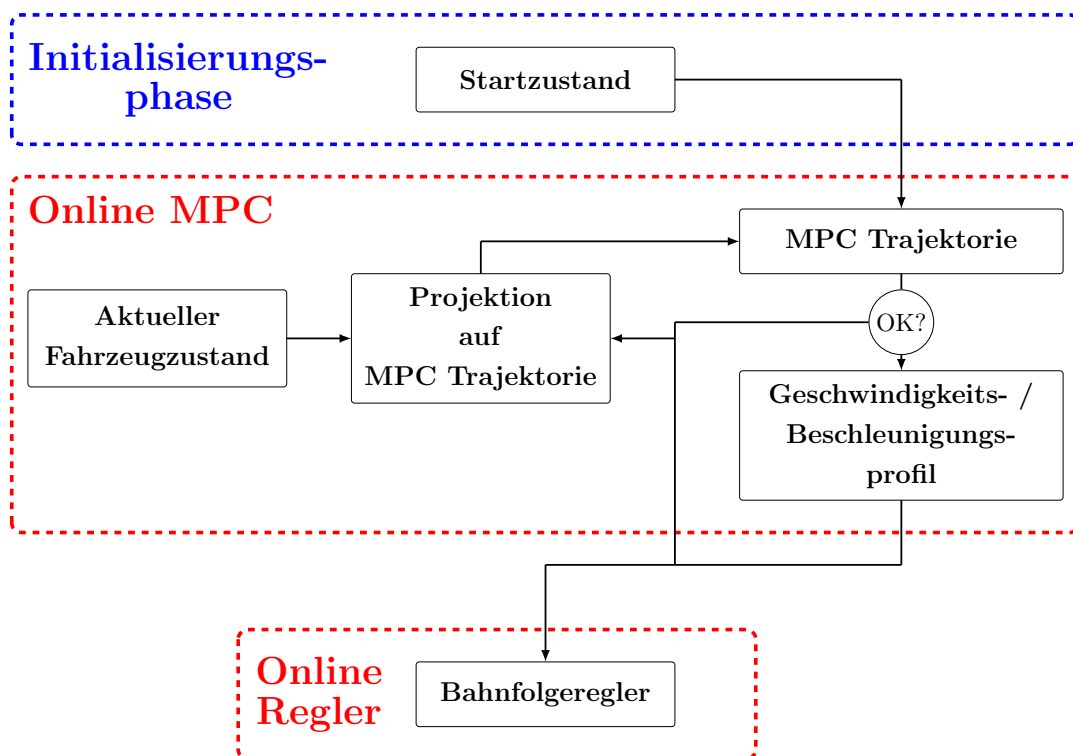 Initialisierungs-
phase
Startzustand
Online MPC
MPC Trajektorie
Aktueller
Fahrzeugzustand
Projektion
auf
MPC Trajektorie
OK?
Geschwindigkeits- /
Beschleunigungs-
profil
Online
Regler
Bahnfolgeregler